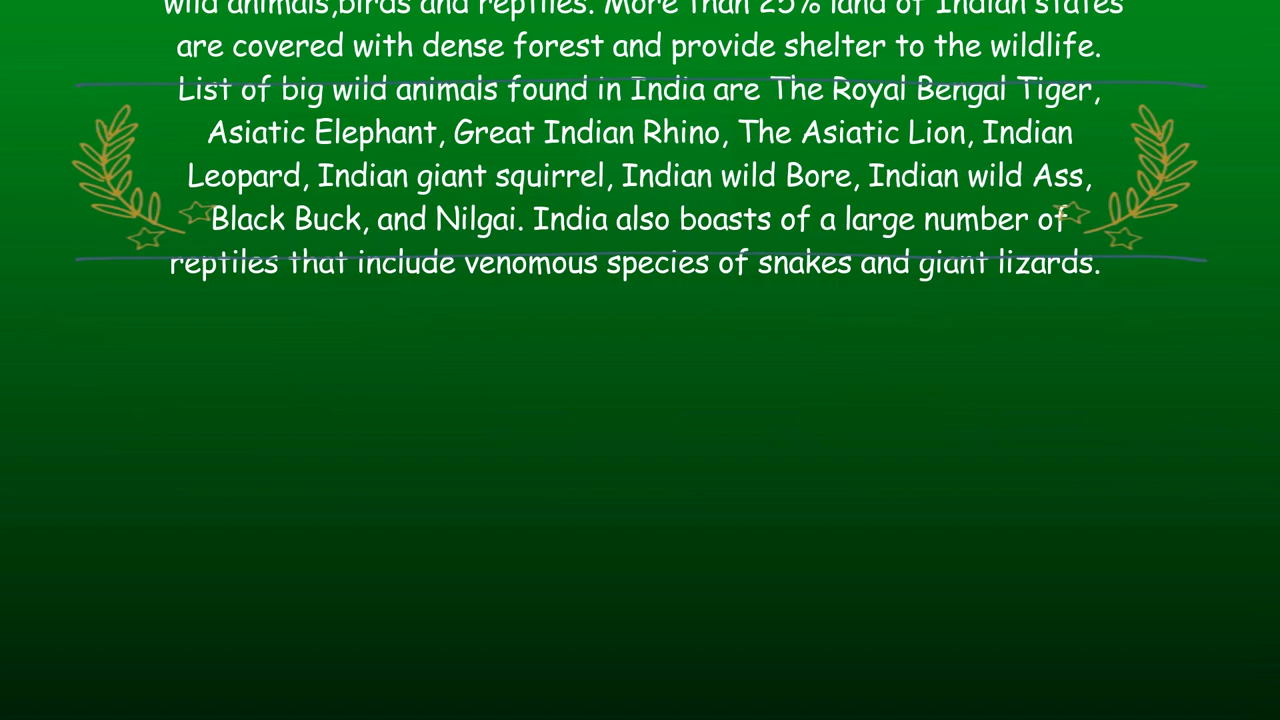 wild animals,birds and reptiles. More than 25% land of Indian states
are covered with dense forest and provide shelter to the wildlife.
List of big wild animals found in India are The Royal Bengal Tiger,
Asiatic Elephant, Great Indian Rhino, The Asiatic Lion, Indian
Leopard, Indian giant squirrel, Indian wild Bore, Indian wild Ass,
Black Buck, and Nilgai. India also boasts of a large number of
reptiles that include venomous species of snakes and giant lizards.